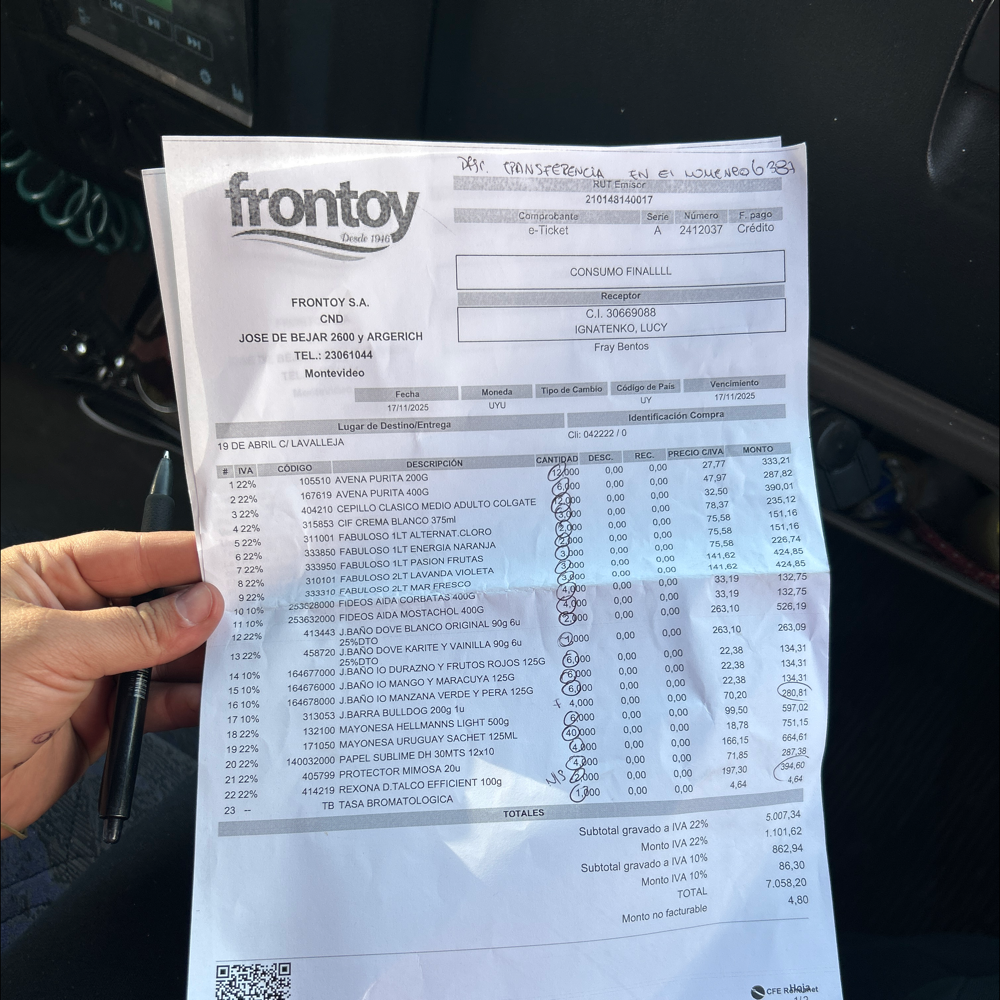 DESC. TRANSFERENCIA EN EL MOMENTO 6387
frontoy
Desde 1946
RUT Emisor
210148140017
Comprobante Serie Número F. pago
e-Ticket A 2412037 Crédito
CONSUMO FINALLLL
Receptor
C.I. 30669088
IGNATENKO, LUCY
Fray Bentos
FRONTOY S.A.
CND
JOSE DE BEJAR 2600 y ARGERICH
TEL.: 23061044
Montevideo
Fecha Moneda Tipo de Cambio Código de País Vencimiento
17/11/2025 UYU UY 17/11/2025
Lugar de Destino/Entrega Identificación Compra
19 DE ABRIL C/ LAVALLEJA Cli: 042222 / 0
# IVA CÓDIGO DESCRIPCIÓN CANTIDAD DESC. REC. PRECIO C/IVA MONTO
1 22% 105510 AVENA PURITA 200G 12,000 0,00 0,00 27,77 333,21
2 22% 167619 AVENA PURITA 400G 6,000 0,00 0,00 47,97 287,82
3 22% 404210 CEPILLO CLASICO MEDIO ADULTO COLGATE 12,000 0,00 0,00 32,50 390,01
4 22% 315853 CIF CREMA BLANCO 375ml 3,000 0,00 0,00 78,37 235,12
5 22% 311001 FABULOSO 1LT ALTERNAT.CLORO 2,000 0,00 0,00 75,58 151,16
6 22% 333850 FABULOSO 1LT ENERGIA NARANJA 2,000 0,00 0,00 75,58 151,16
7 22% 333950 FABULOSO 1LT PASION FRUTAS 3,000 0,00 0,00 75,58 226,74
8 22% 310101 FABULOSO 2LT LAVANDA VIOLETA 3,000 0,00 0,00 141,62 424,85
9 22% 333310 FABULOSO 2LT MAR FRESCO 3,000 0,00 0,00 141,62 424,85
10 10% 253628000 FIDEOS AIDA CORBATAS 400G 4,000 0,00 0,00 33,19 132,75
11 10% 253632000 FIDEOS AIDA MOSTACHOL 400G 4,000 0,00 0,00 33,19 132,75
12 22% 413443 J.BAÑO DOVE BLANCO ORIGINAL 90g 6u 2,000 0,00 0,00 263,10 526,19
25%DTO
13 22% 458720 J.BAÑO DOVE KARITE Y VAINILLA 90g 6u 1,000 0,00 0,00 263,10 263,09
25%DTO
14 10% 164677000 J.BAÑO IO DURAZNO Y FRUTOS ROJOS 125G 6,000 0,00 0,00 22,38 134,31
15 10% 164676000 J.BAÑO IO MANGO Y MARACUYA 125G 6,000 0,00 0,00 22,38 134,31
16 10% 164678000 J.BAÑO IO MANZANA VERDE Y PERA 125G 6,000 0,00 0,00 22,38 134,31
17 10% 313053 J.BARRA BULLDOG 200g 1u F 4,000 0,00 0,00 70,20 280,81
18 22% 132100 MAYONESA HELLMANNS LIGHT 500g 6,000 0,00 0,00 99,50 597,02
19 22% 171050 MAYONESA URUGUAY SACHET 125ML 40,000 0,00 0,00 18,78 751,15
20 22% 140032000 PAPEL SUBLIME DH 30MTS 12x10 4,000 0,00 0,00 166,15 664,61
21 22% 405799 PROTECTOR MIMOSA 20u 4,000 0,00 0,00 71,85 287,38
22 22% 414219 REXONA D.TALCO EFFICIENT 100g N/S 2,000 0,00 0,00 197,30 394,60
23 -- TB TASA BROMATOLOGICA 1,000 0,00 0,00 4,64 4,64
TOTALES
Subtotal gravado a IVA 22% 5.007,34
Monto IVA 22% 1.101,62
Subtotal gravado a IVA 10% 862,94
Monto IVA 10% 86,30
TOTAL 7.058,20
Monto no facturable 4,80
Hoja
CFE